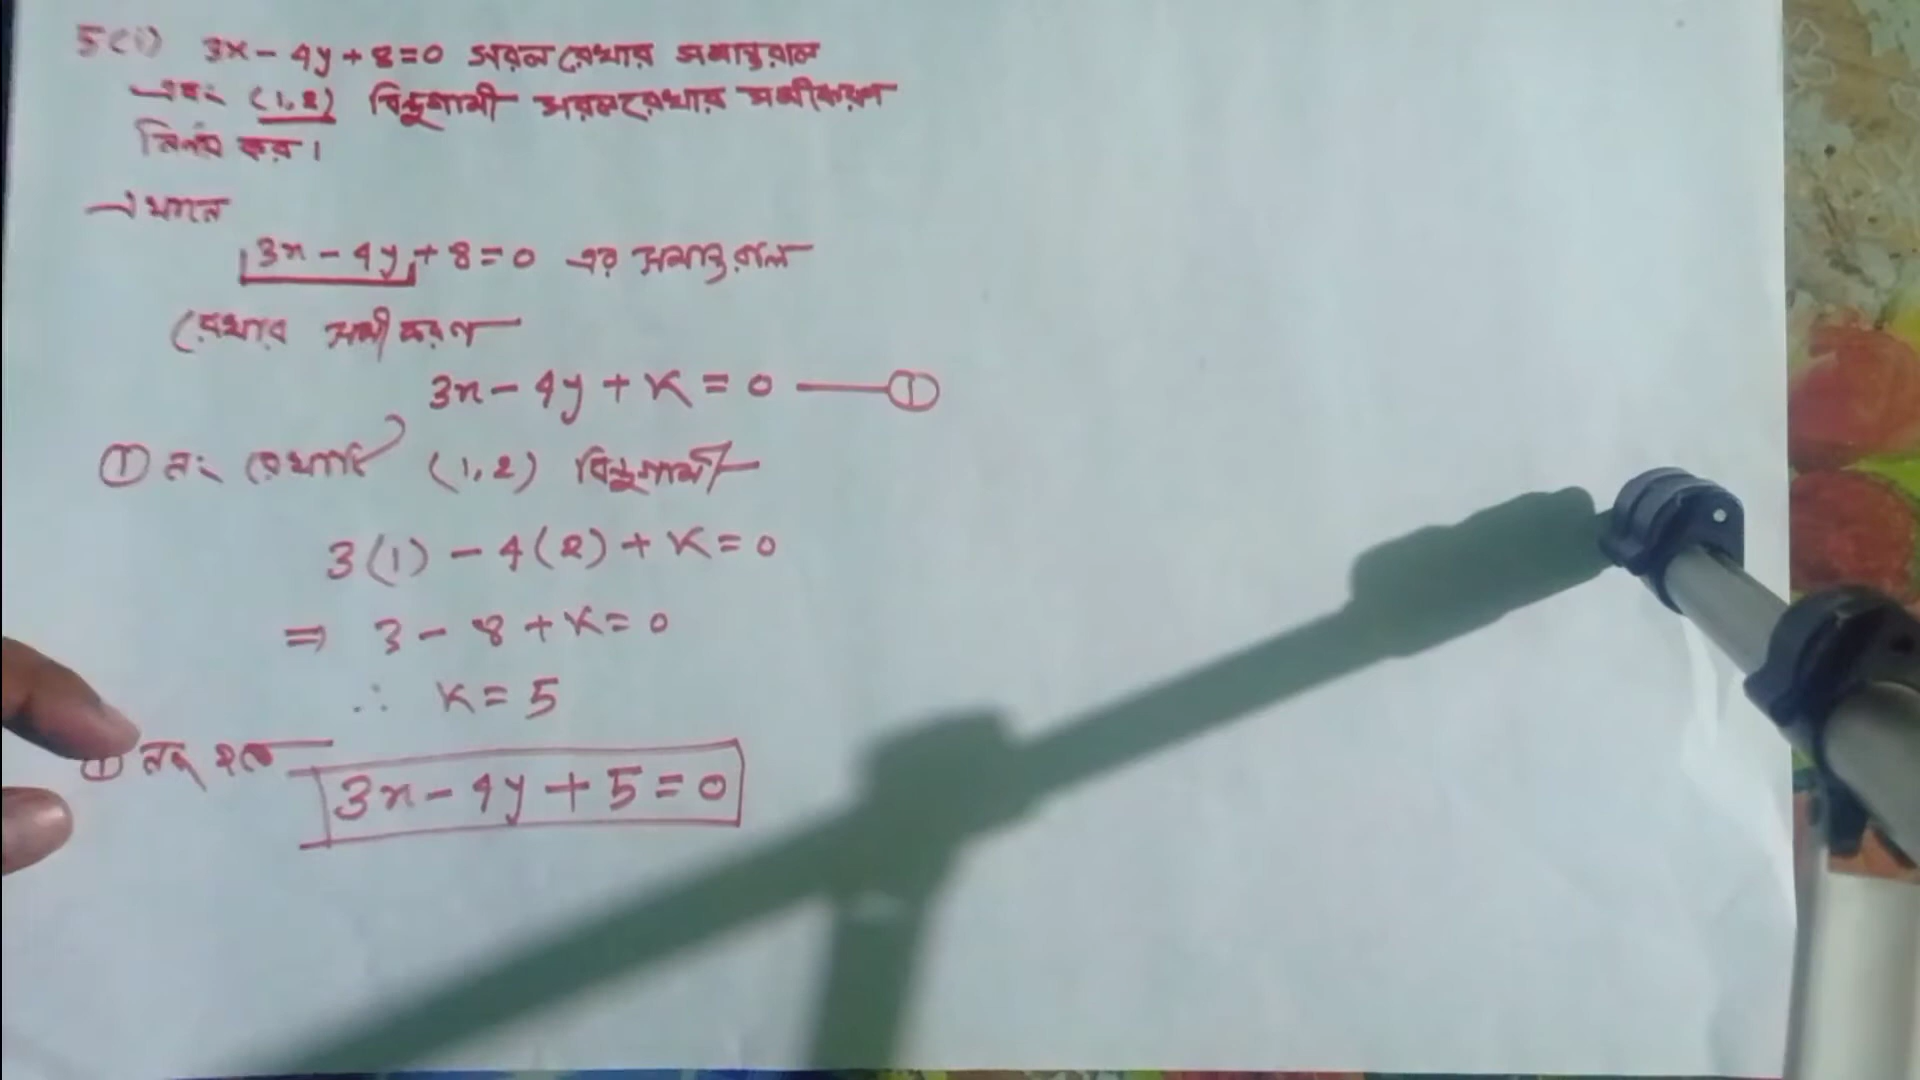 5(i) 3x - 4y + 8 = 0 সরল রেখার সমান্তরাল
এবং (1, 2) বিন্দুগামী সরলরেখার সমীকরণ
নির্ণয় কর।
এখানে
3x - 4y + 8 = 0 এর সমান্তরাল
রেখার সমীকরণ
3x - 4y + K = 0 —— ①
① নং রেখাটি (1, 2) বিন্দুগামী
3(1) - 4(2) + K = 0
⇒ 3 - 8 + K = 0
∴ K = 5
① নং হতে 3x - 4y + 5 = 0